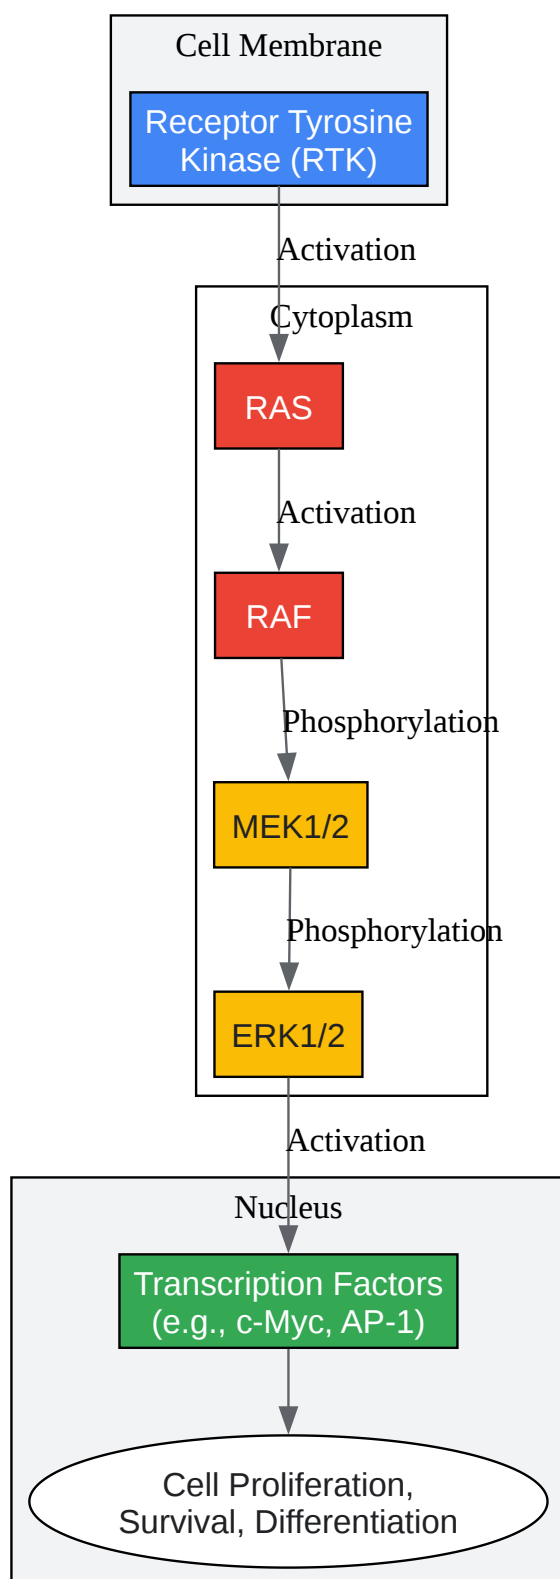 Cell Membrane
Receptor Tyrosine
Kinase (RTK)
Activation
Cytoplasm
RAS
Activation
RAF
Phosphorylation
MEK1/2
Phosphorylation
ERK1/2
Activation
Nucleus
Transcription Factors
(e.g., c-Myc, AP-1)
Cell Proliferation,
Survival, Differentiation